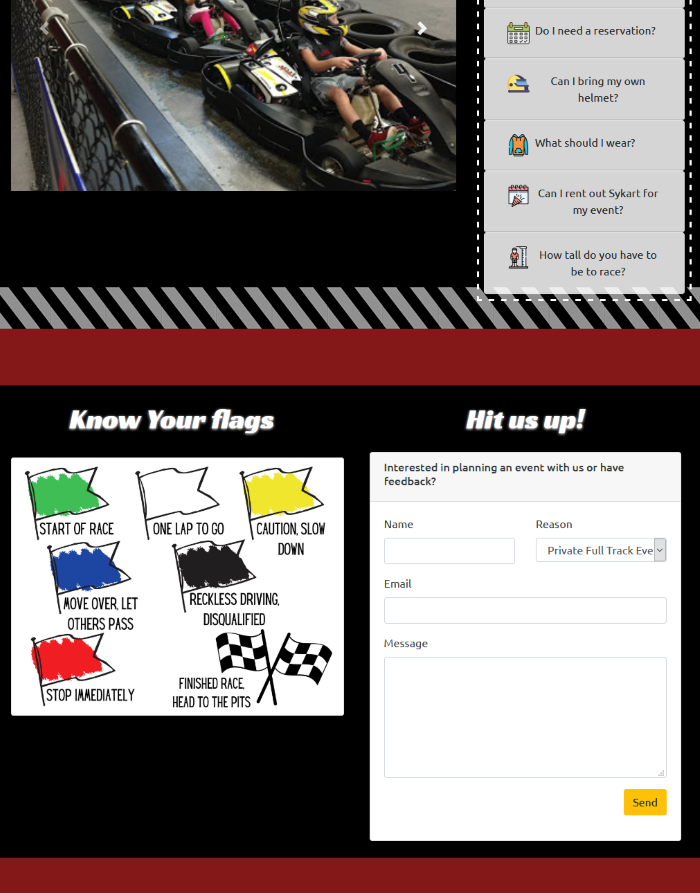 Do I need a reservation?
Can I bring my own
helmet?
What should I wear?
Can I rent out Sykart for
my event?
How tall do you have to
be to race?
Know Your flags
START OF RACE
ONE LAP TO GO
CAUTION, SLOW
DOWN
MOVE OVER, LET
OTHERS PASS
RECKLESS DRIVING,
DISQUALIFIED
STOP IMMEDIATELY
FINISHED RACE,
HEAD TO THE PITS
Hit us up!
Interested in planning an event with us or have
feedback?
Name
Reason
Private Full Track Eve
Email
Message
Send